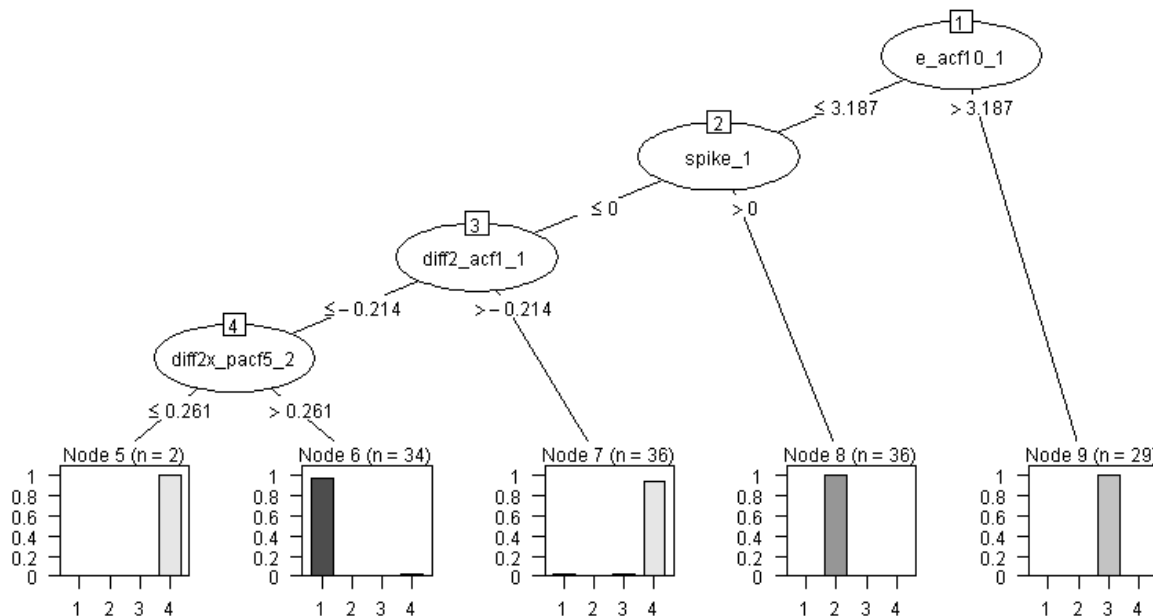 1
e_acf10_1
≤ 3.187 > 3.187
2
spike_1
≤ 0 > 0
3
diff2_acf1_1
≤ − 0.214 > − 0.214
4
diff2x_pacf5_2
≤ 0.261 > 0.261
Node 5 (n = 2) Node 6 (n = 34) Node 7 (n = 36) Node 8 (n = 36) Node 9 (n = 29)
1 1 1 1 1
0.8 0.8 0.8 0.8 0.8
0.6 0.6 0.6 0.6 0.6
0.4 0.4 0.4 0.4 0.4
0.2 0.2 0.2 0.2 0.2
0 0 0 0 0
1 2 3 4 1 2 3 4 1 2 3 4 1 2 3 4 1 2 3 4